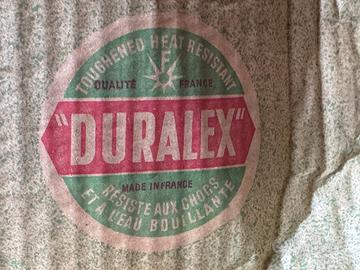 TOUGHENED HEAT RESISTANT
F
QUALITÉ FRANCE
"DURALEX"
MADE IN FRANCE
RÉSISTE AUX CHOCS
ET A L'EAU BOUILLANTE